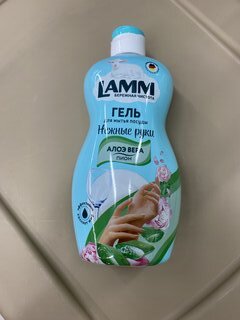 LAMM
БЕРЕЖНАЯ ЧИСТОТА
ГЕЛЬ
для мытья посуды
Нежные руки
АЛОЭ ВЕРА
ПИОН